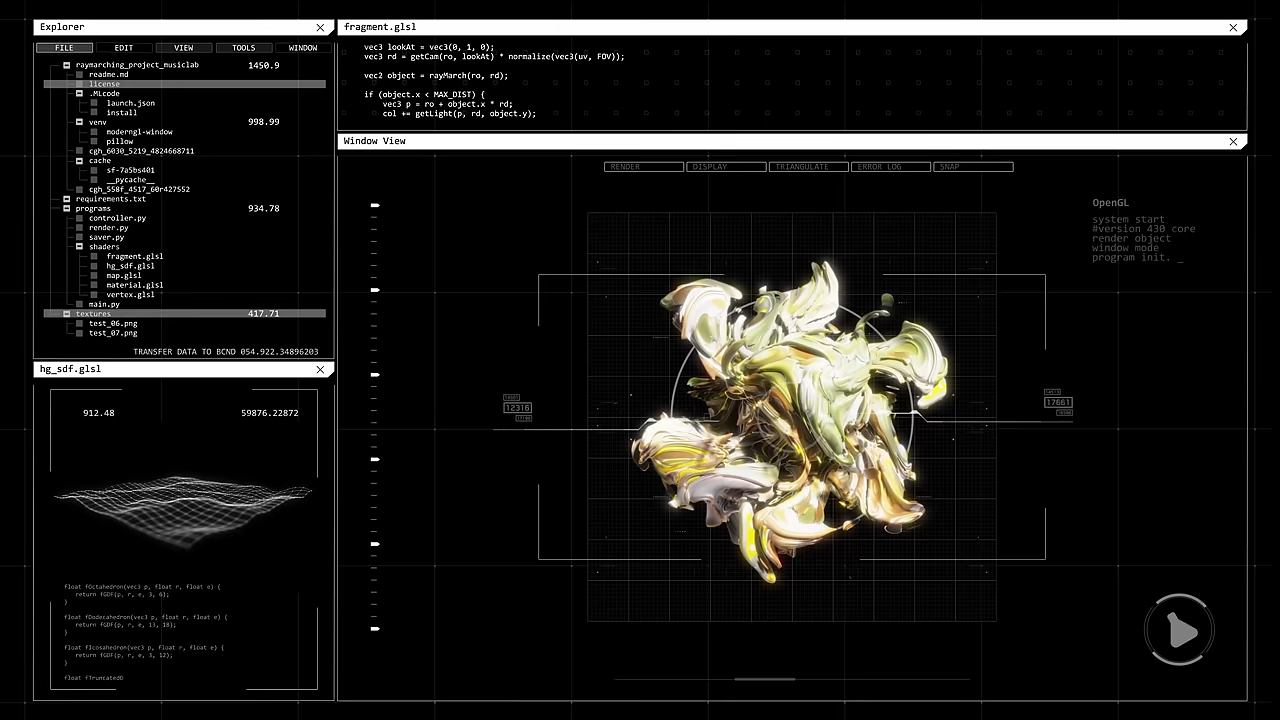 Explorer
FILE EDIT VIEW TOOLS WINDOW
raymarching_project_musiclab 1450.9
readme.md
license
.MLcode
launch.json
install
venv 998.99
moderngl-window
pillow
cgh_6030_5219_4824668711
cache
sf-7a5bs401
__pycache__
cgh_558f_4517_60r427552
requirements.txt
programs 934.78
controller.py
render.py
saver.py
shaders
fragment.glsl
hg_sdf.glsl
map.glsl
material.glsl
vertex.glsl
main.py
textures 417.71
test_06.png
test_07.png
TRANSFER DATA TO BCND 054.922.34896203
hg_sdf.glsl
912.48 59876.22872
float fOctahedron(vec3 p, float r, float e) {
return fGDF(p, r, e, 3, 6);
}
float fDodecahedron(vec3 p, float r, float e) {
return fGDF(p, r, e, 13, 18);
}
float fIcosahedron(vec3 p, float r, float e) {
return fGDF(p, r, e, 3, 12);
}
float fTruncatedO
fragment.glsl
vec3 lookAt = vec3(0, 1, 0);
vec3 rd = getCam(ro, lookAt) * normalize(vec3(uv, FOV));
vec2 object = rayMarch(ro, rd);
if (object.x < MAX_DIST) {
vec3 p = ro + object.x * rd;
col += getLight(p, rd, object.y);
Window View
RENDER DISPLAY TRIANGULATE ERROR LOG SNAP
OpenGL
system start
#version 430 core
render object
window mode
program init. _
12316
17661